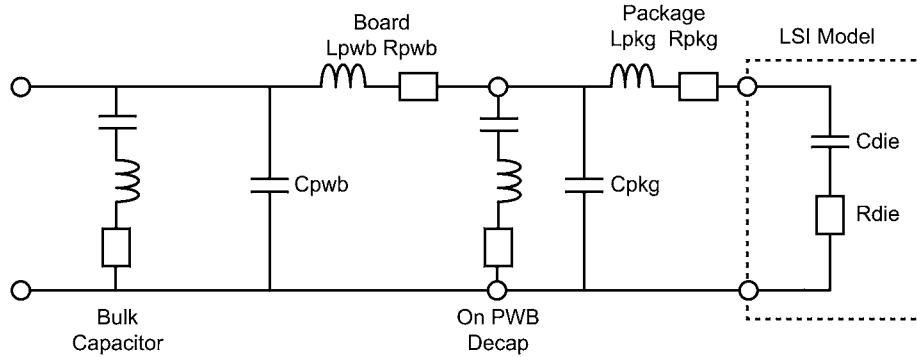 Board
Lpwb Rpwb
Package
Lpkg Rpkg
LSI Model
Cpwb
Cpkg
Cdie
Rdie
Bulk
Capacitor
On PWB
Decap